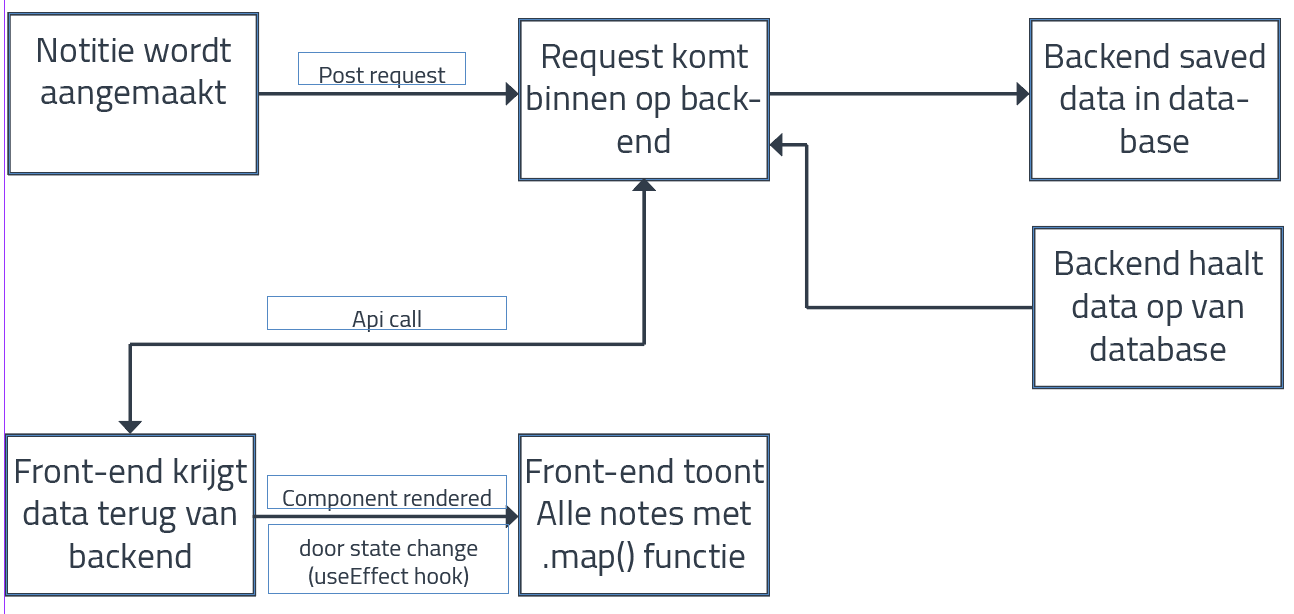 Notitie wordt
aangemaakt
Post request
Request komt
binnen op back-
end
Backend saved
data in data-
base
Backend haalt
data op van
database
Api call
Front-end krijgt
data terug van
backend
Component rendered
door state change
(useEffect hook)
Front-end toont
Alle notes met
.map() functie